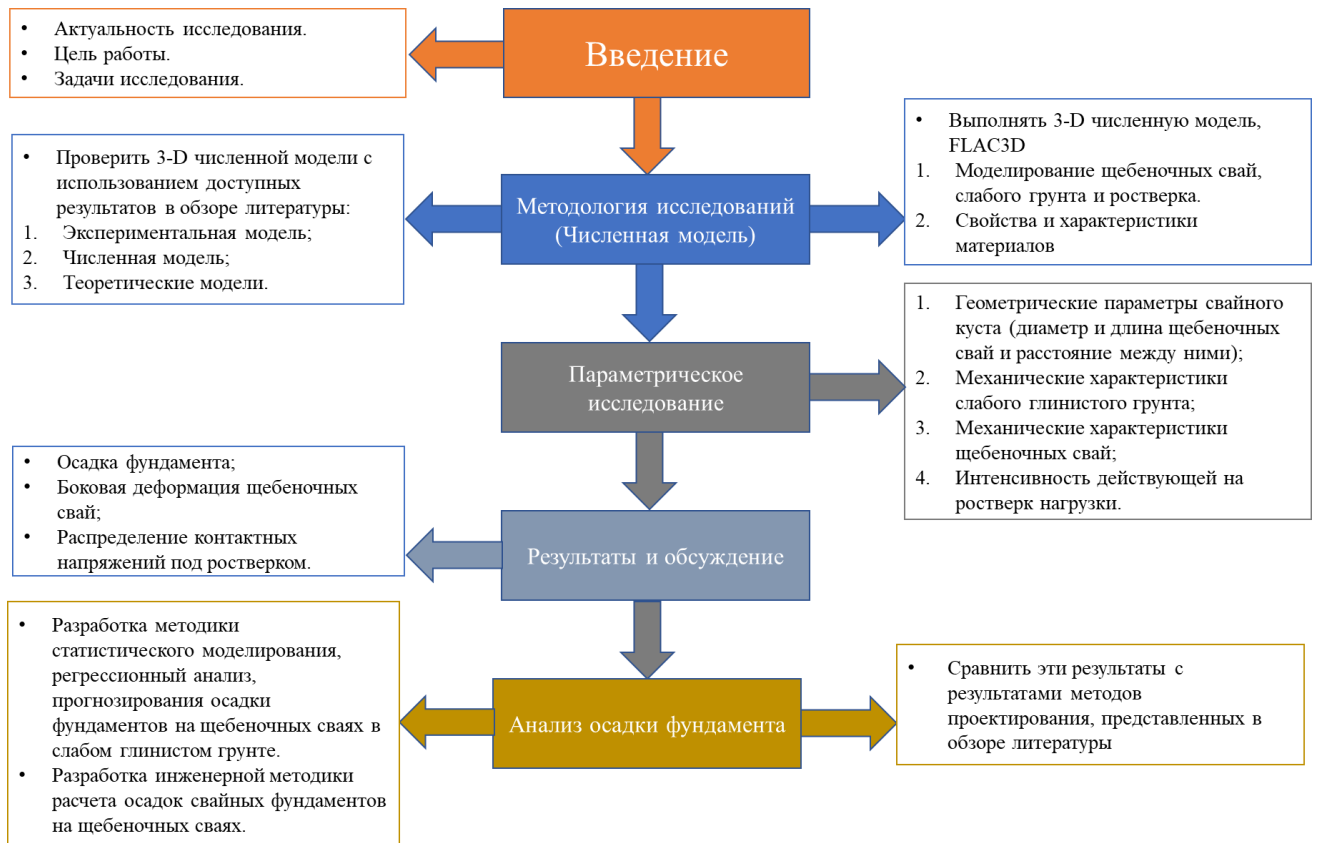 Введение
• Актуальность исследования.
• Цель работы.
• Задачи исследования.
Методология исследований
(Численная модель)
• Проверить 3-D численной модели с
использованием доступных
результатов в обзоре литературы:
1. Экспериментальная модель;
2. Численная модель;
3. Теоретические модели.
• Выполнять 3-D численную модель,
FLAC3D
1. Моделирование щебеночных свай,
слабого грунта и ростверка.
2. Свойства и характеристики
материалов
Параметрическое
исследование
1. Геометрические параметры свайного
куста (диаметр и длина щебеночных
свай и расстояние между ними);
2. Механические характеристики
слабого глинистого грунта;
3. Механические характеристики
щебеночных свай;
4. Интенсивность действующей на
ростверк нагрузки.
Результаты и обсуждение
• Осадка фундамента;
• Боковая деформация щебеночных
свай;
• Распределение контактных
напряжений под ростверком.
Анализ осадки фундамента
• Разработка методики
статистического моделирования,
регрессионный анализ,
прогнозирования осадки
фундаментов на щебеночных сваях в
слабом глинистом грунте.
• Разработка инженерной методики
расчета осадок свайных фундаментов
на щебеночных сваях.
• Сравнить эти результаты с
результатами методов
проектирования, представленных в
обзоре литературы